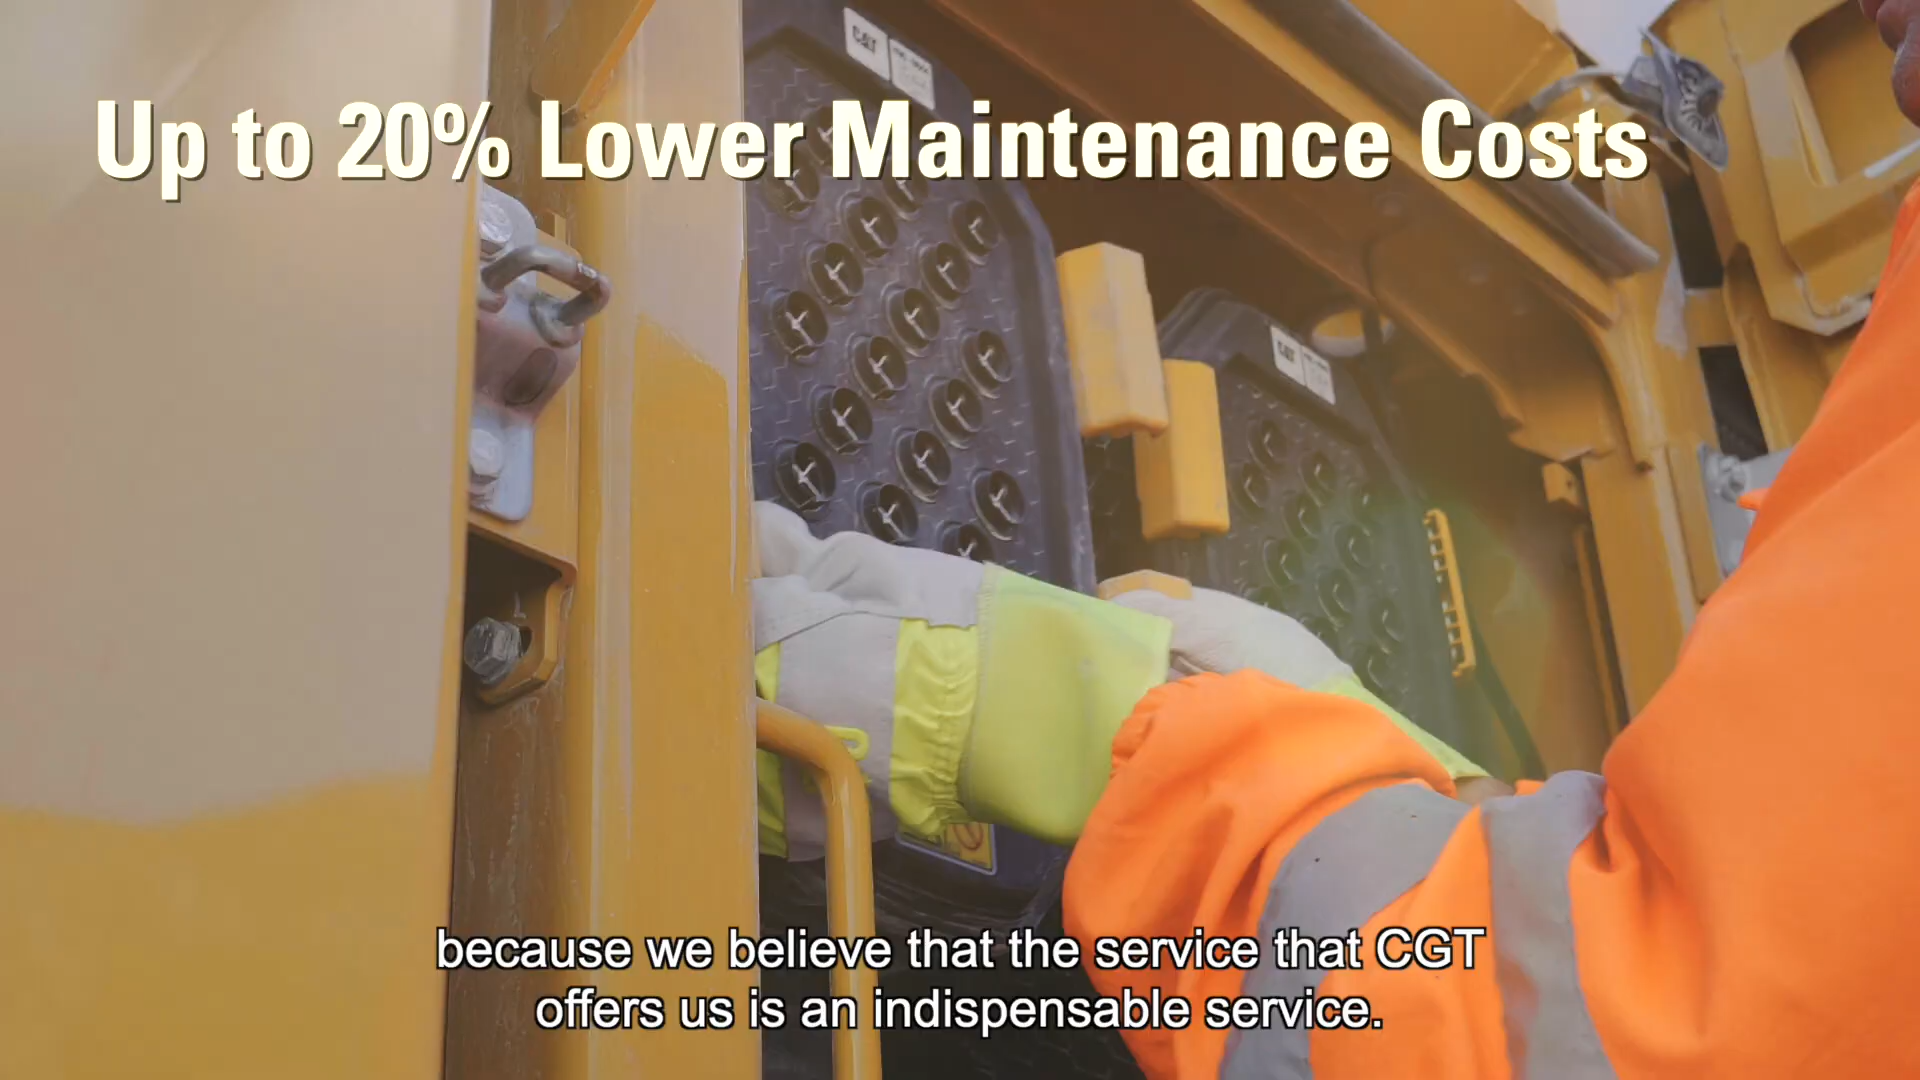 Up to 20% Lower Maintenance Costs
because we believe that the service that CGT
offers us is an indispensable service.